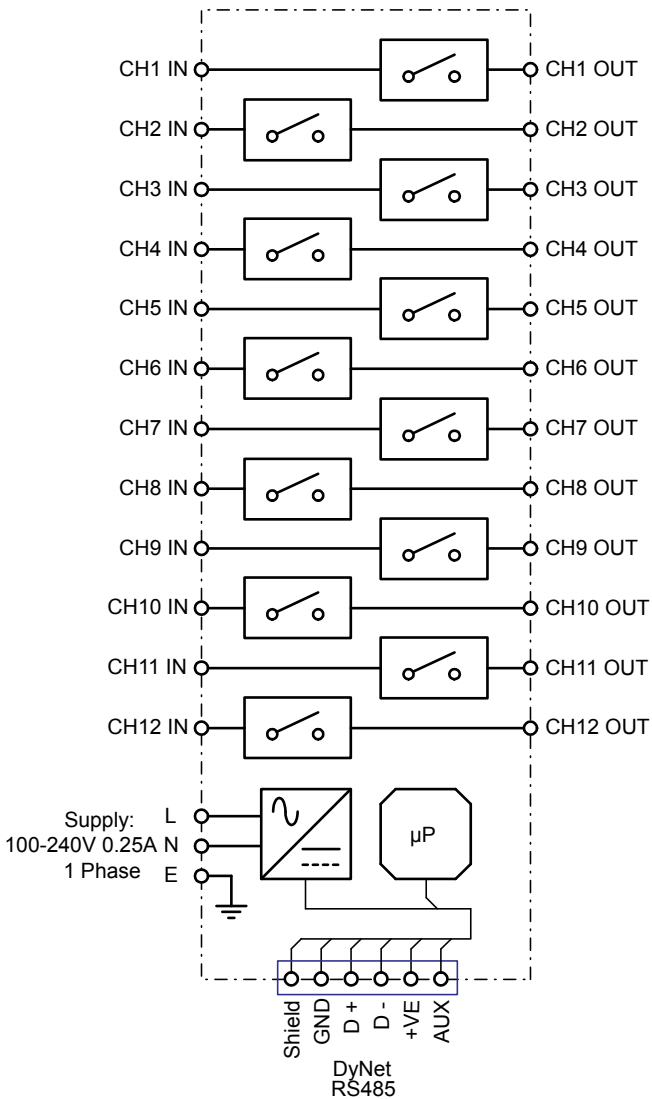 CH1 IN CH1 OUT
CH2 IN CH2 OUT
CH3 IN CH3 OUT
CH4 IN CH4 OUT
CH5 IN CH5 OUT
CH6 IN CH6 OUT
CH7 IN CH7 OUT
CH8 IN CH8 OUT
CH9 IN CH9 OUT
CH10 IN CH10 OUT
CH11 IN CH11 OUT
CH12 IN CH12 OUT
Supply: L
100-240V 0.25A N
1 Phase E
µP
Shield
GND
D +
D -
+VE
AUX
DyNet
RS485